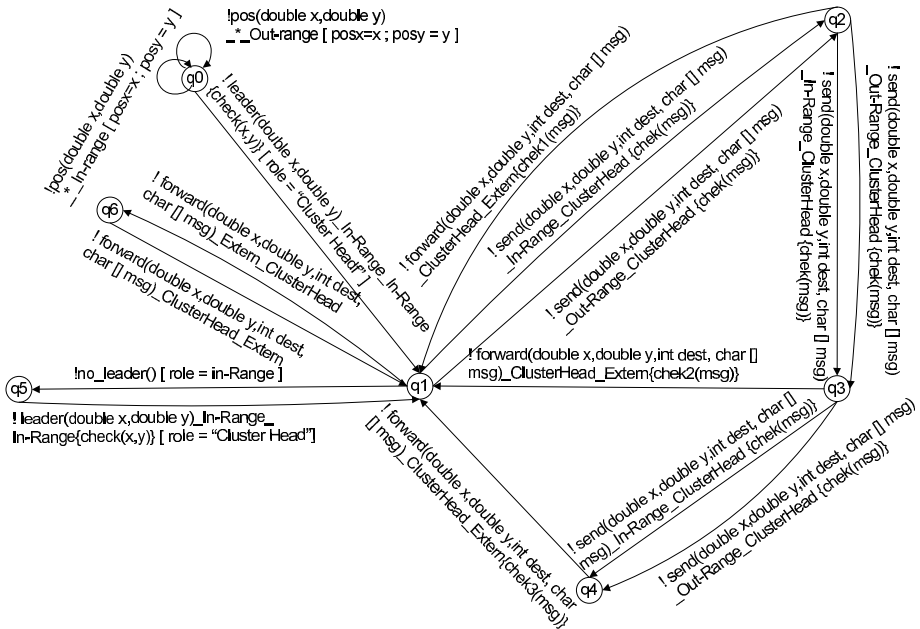 !pos(double x,double y)
_*_Out-range [ posx=x ; posy = y ]
!pos(double x,double y)
_*_In-range [ posx=x ; posy = y ]
q0
! leader(double x,double y)_In-Range_In-Range
{check(x,y)} [ role = “Cluster Head” ]
q2
! forward(double x,double y,int dest, char [] msg)
_ClusterHead_Extern{chek1(msg)}
! send(double x,double y,int dest, char [] msg)
_In-Range_ClusterHead {chek(msg)}
! send(double x,double y,int dest, char [] msg)
_Out-Range_ClusterHead {chek(msg)}
! send(double x,double y,int dest, char [] msg)
_In-Range_ClusterHead {chek(msg)}
! send(double x,double y,int dest, char [] msg)
_Out-Range_ClusterHead {chek(msg)}
q6
! forward(double x,double y,int dest,
char [] msg)_Extern_ClusterHead
! forward(double x,double y,int dest,
char [] msg)_ClusterHead_Extern
!no_leader() [ role = in-Range ]
q5
! leader(double x,double y)_In-Range_
In-Range{check(x,y)} [ role = “Cluster Head”]
q1
! forward(double x,double y,int dest, char []
msg)_ClusterHead_Extern{chek2(msg)}
q3
! forward(double x,double y,int dest, char
[] msg)_ClusterHead_Extern{chek3(msg)}
! send(double x,double y,int dest, char []
msg)_In-Range_ClusterHead {chek(msg)}
! send(double x,double y,int dest, char [] msg)
_Out-Range_ClusterHead {chek(msg)}
q4